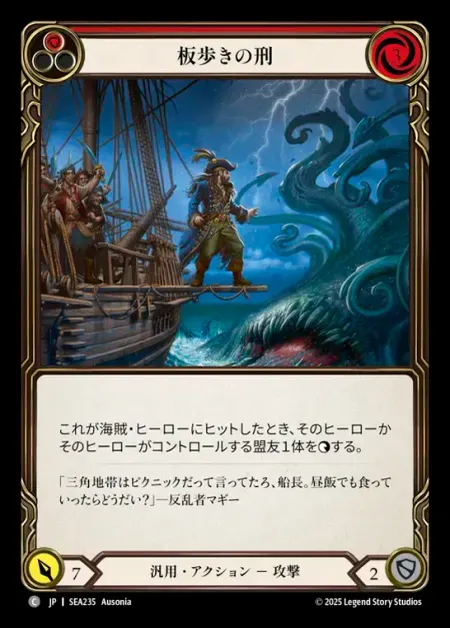 板歩きの刑
3
これが海賊・ヒーローにヒットしたとき、そのヒーローか
そのヒーローがコントロールする盟友1体を する。
「三角地帯はピクニックだって言ってたろ、船長。昼飯でも食って
いったらどうだい?」―反乱者マギー
7
汎用・アクション － 攻撃
2
C JP | SEA235 Ausonia
© 2025 Legend Story Studios